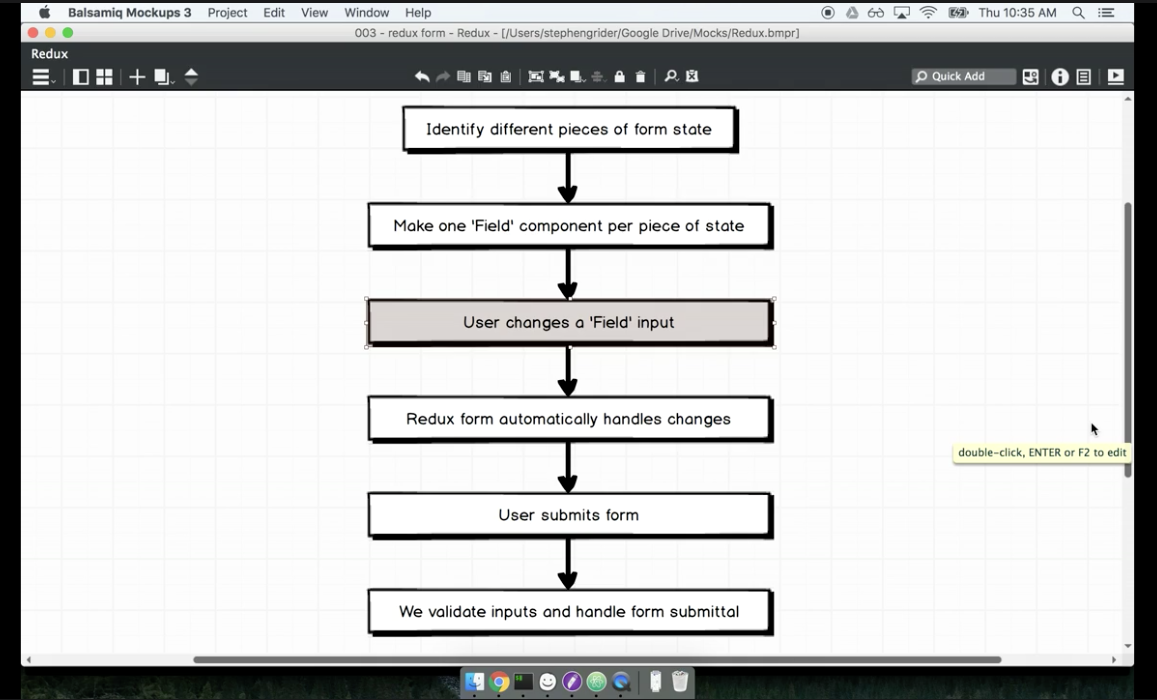 Balsamiq Mockups 3 Project Edit View Window Help Thu 10:35 AM
003 - redux form - Redux - [/Users/stephengrider/Google Drive/Mocks/Redux.bmpr]
Redux
Quick Add
Identify different pieces of form state
Make one 'Field' component per piece of state
User changes a 'Field' input
Redux form automatically handles changes
double-click, ENTER or F2 to edit
User submits form
We validate inputs and handle form submittal